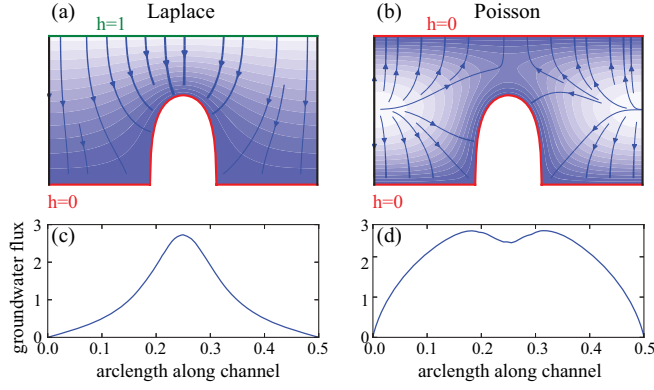 (a) Laplace
(b) Poisson
h=1
h=0
h=0
h=0
(c)
(d)
groundwater flux
3
2
1
0
0.0 0.1 0.2 0.3 0.4 0.5
arclength along channel
3
2
1
0
0.0 0.1 0.2 0.3 0.4 0.5
arclength along channel